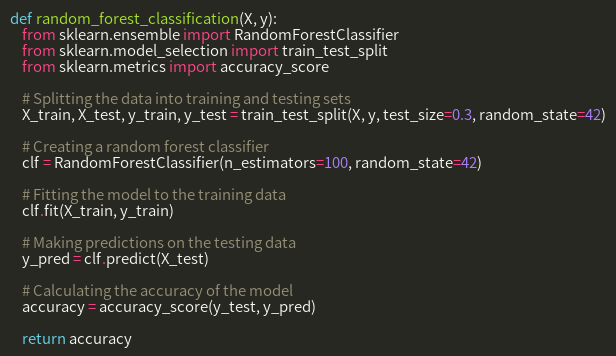 def random_forest_classification(X, y):
from sklearn.ensemble import RandomForestClassifier
from sklearn.model_selection import train_test_split
from sklearn.metrics import accuracy_score
# Splitting the data into training and testing sets
X_train, X_test, y_train, y_test = train_test_split(X, y, test_size=0.3, random_state=42)
# Creating a random forest classifier
clf = RandomForestClassifier(n_estimators=100, random_state=42)
# Fitting the model to the training data
clf.fit(X_train, y_train)
# Making predictions on the testing data
y_pred = clf.predict(X_test)
# Calculating the accuracy of the model
accuracy = accuracy_score(y_test, y_pred)
return accuracy